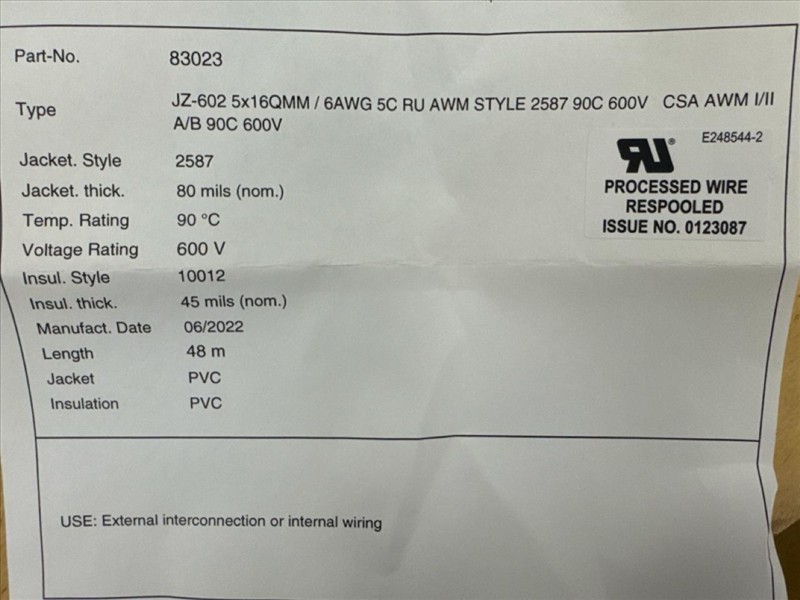 Part-No. 83023
Type JZ-602 5x16QMM / 6AWG 5C RU AWM STYLE 2587 90C 600V CSA AWM I/II
A/B 90C 600V
Jacket. Style 2587
Jacket. thick. 80 mils (nom.)
Temp. Rating 90 °C
Voltage Rating 600 V
Insul. Style 10012
Insul. thick. 45 mils (nom.)
Manufact. Date 06/2022
Length 48 m
Jacket PVC
Insulation PVC
E248544-2
RU®
PROCESSED WIRE
RESPOOLED
ISSUE NO. 0123087
USE: External interconnection or internal wiring